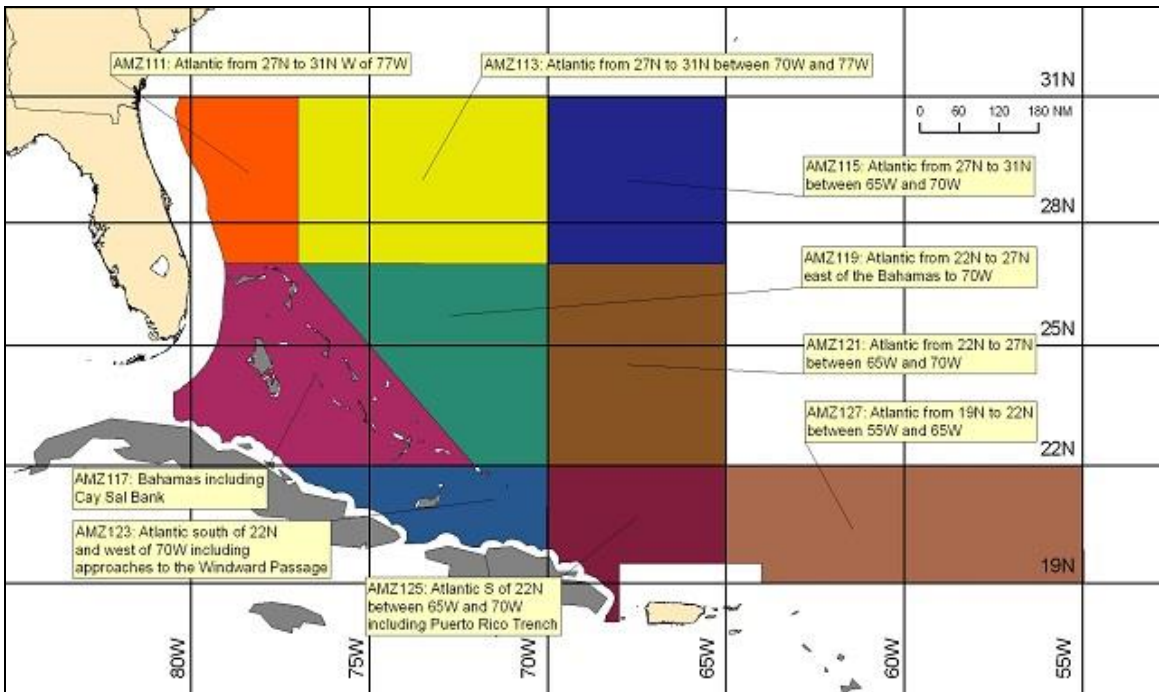 AMZ111: Atlantic from 27N to 31N W of 77W
AMZ113: Atlantic from 27N to 31N between 70W and 77W
31N
0 60 120 180 NM
AMZ115: Atlantic from 27N to 31N
between 65W and 70W
28N
AMZ119: Atlantic from 22N to 27N
east of the Bahamas to 70W
25N
AMZ121: Atlantic from 22N to 27N
between 65W and 70W
AMZ127: Atlantic from 19N to 22N
between 55W and 65W
22N
AMZ117: Bahamas including
Cay Sal Bank
AMZ123: Atlantic south of 22N
and west of 70W including
approaches to the Windward Passage
19N
AMZ125: Atlantic S of 22N
between 65W and 70W
including Puerto Rico Trench
80W
75W
70W
65W
60W
55W